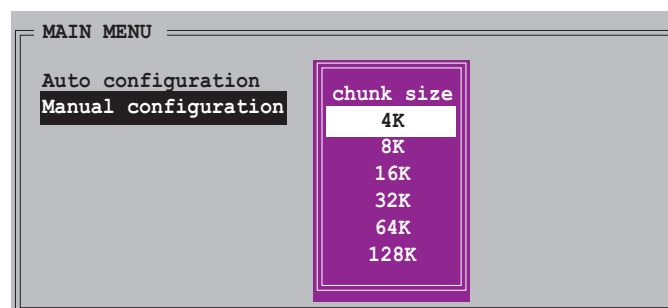 MAIN MENU
Auto configuration
Manual configuration
chunk size
4K
8K
16K
32K
64K
128K